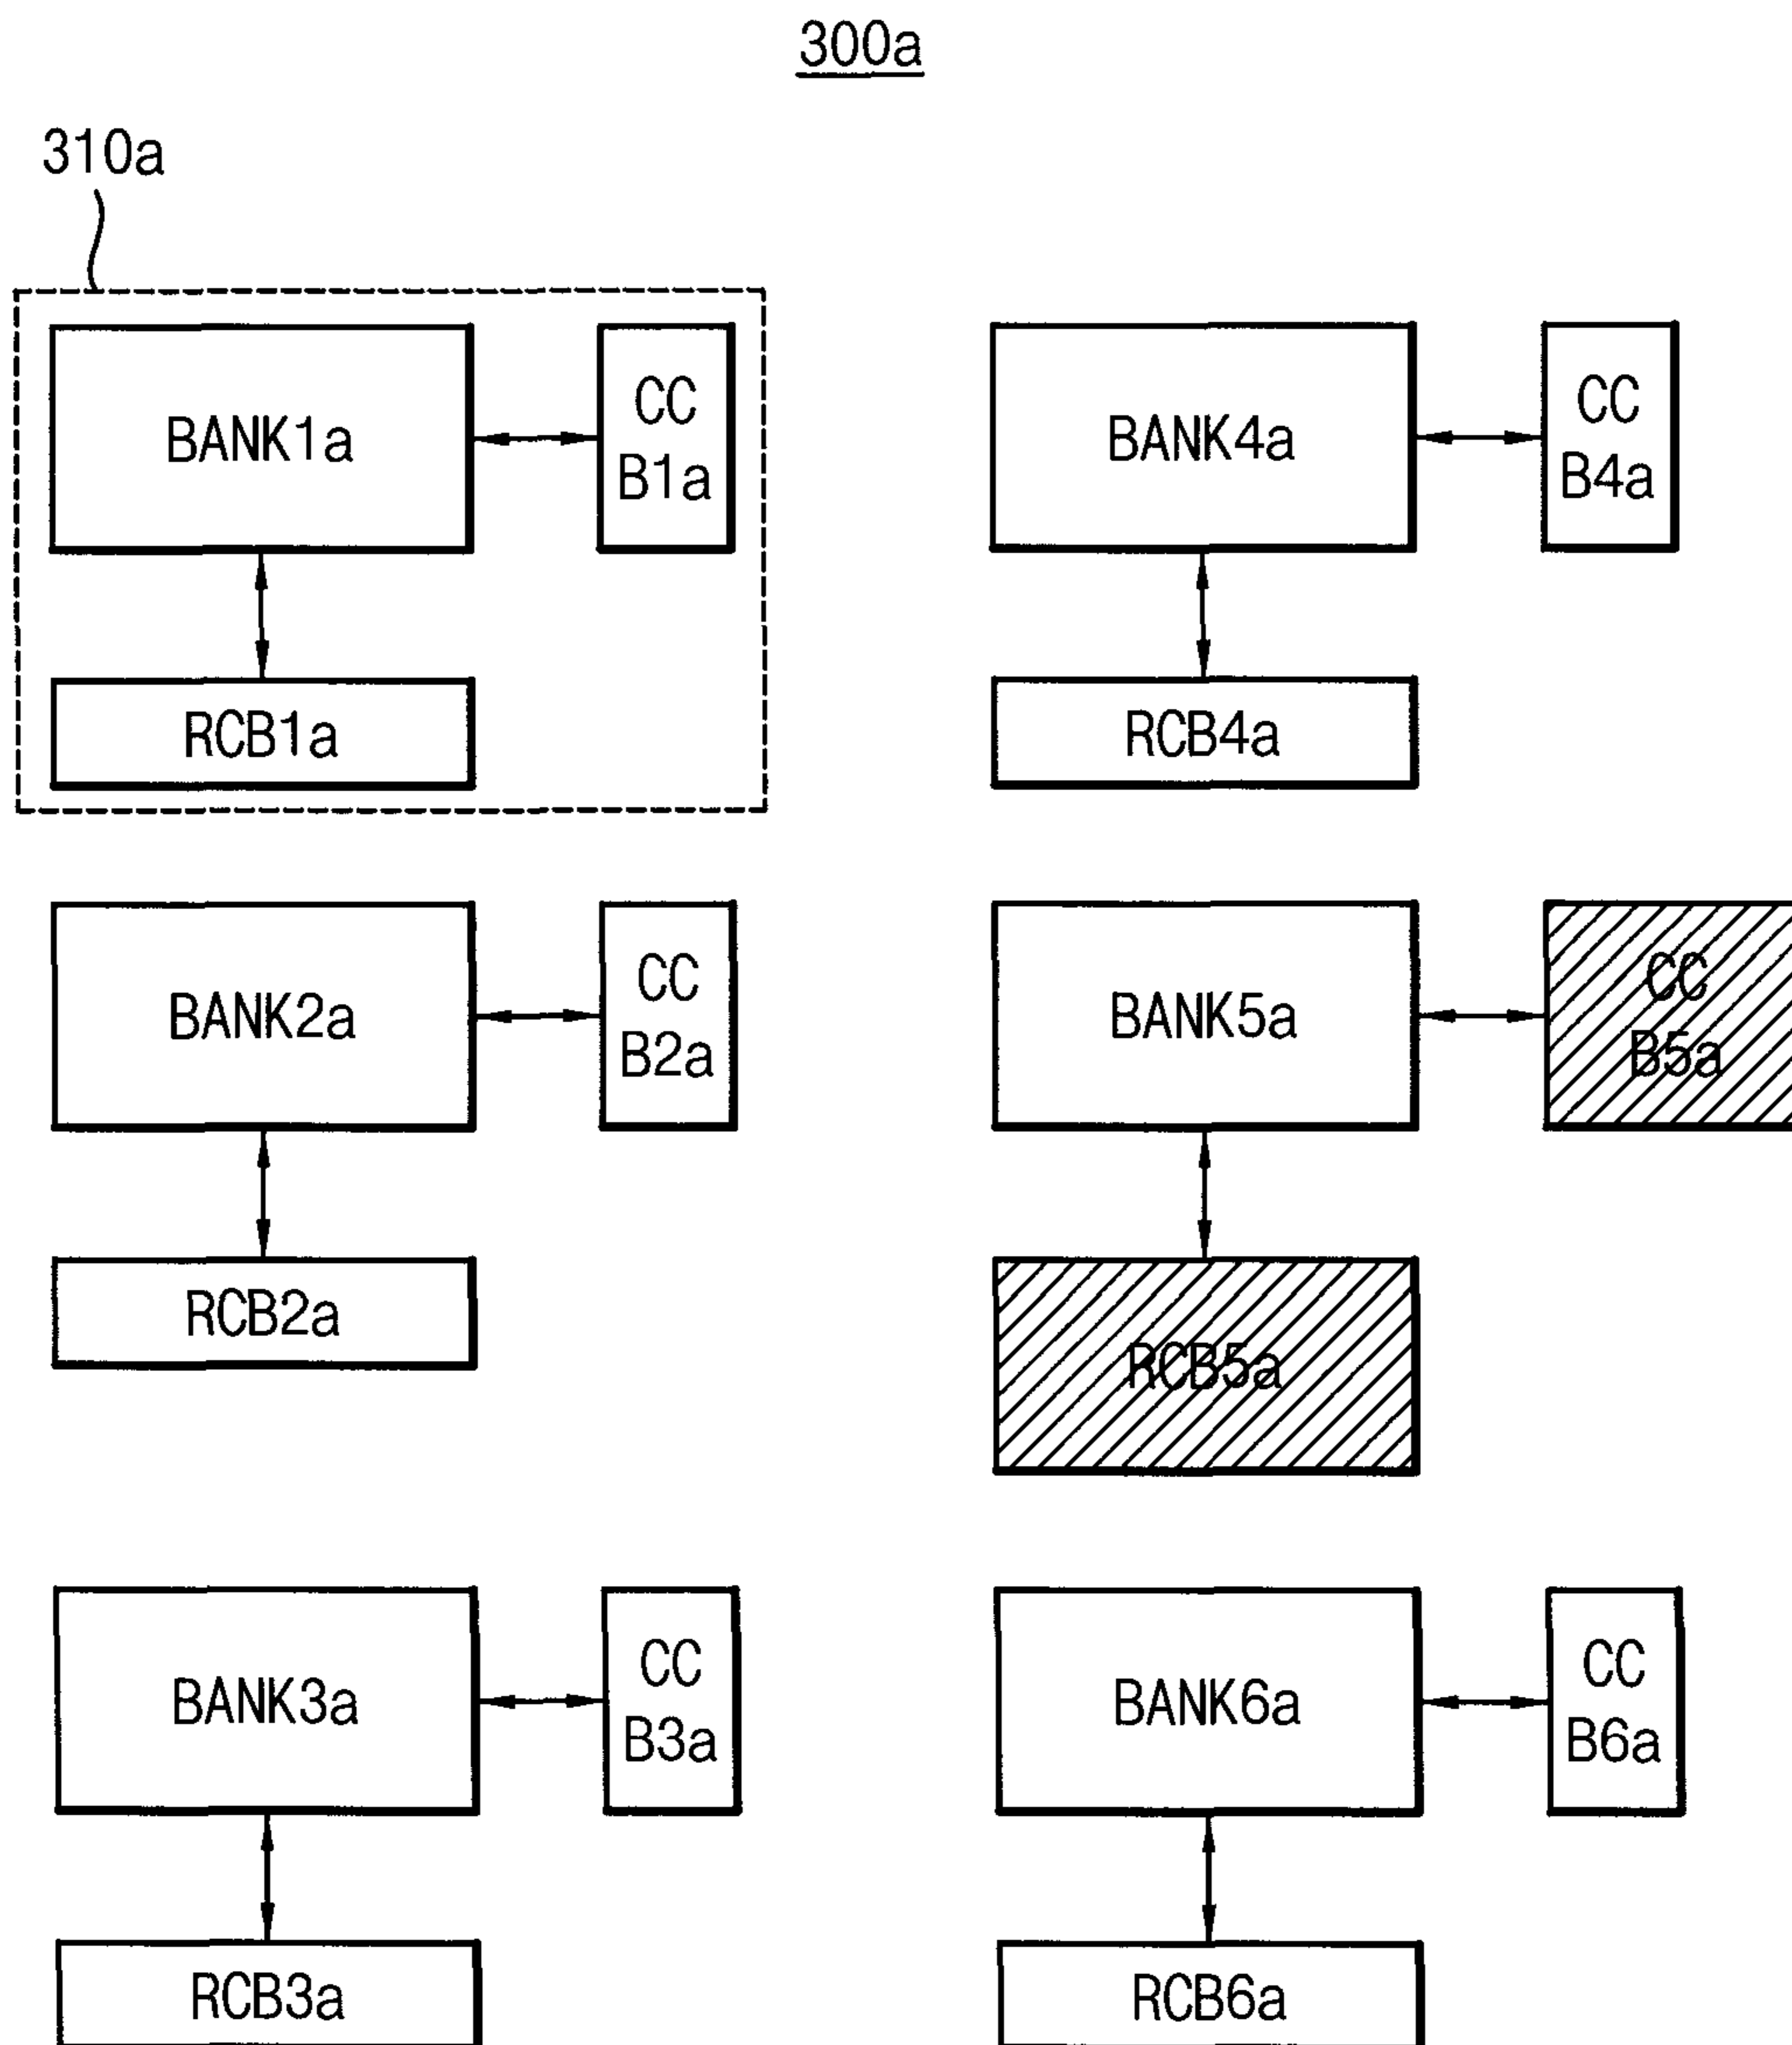 300a
310a
BANK1a
CC
B1a
RCB1a
BANK4a
CC
B4a
RCB4a
BANK2a
CC
B2a
RCB2a
BANK5a
CC
B5a
RCB5a
BANK3a
CC
B3a
RCB3a
BANK6a
CC
B6a
RCB6a